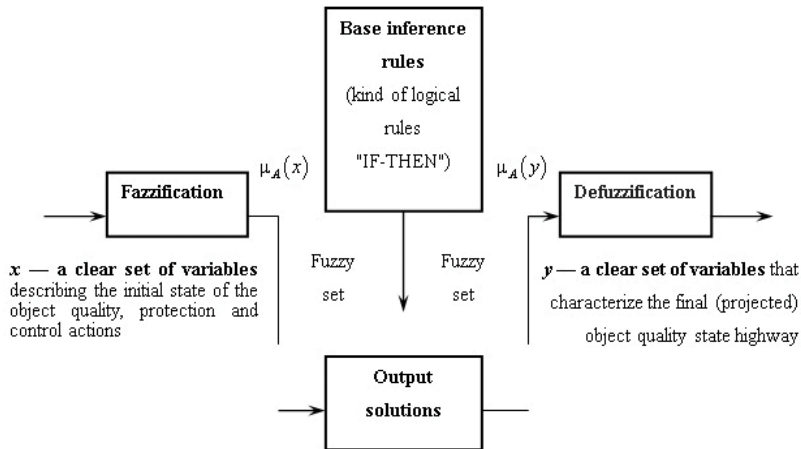 Base inference
rules
(kind of logical
rules
"IF-THEN")
μA(x)
μA(y)
Fazzification
Defuzzification
x — a clear set of variables
describing the initial state of the
object quality, protection and
control actions
Fuzzy
set
Fuzzy
set
y — a clear set of variables that
characterize the final (projected)
object quality state highway
Output
solutions